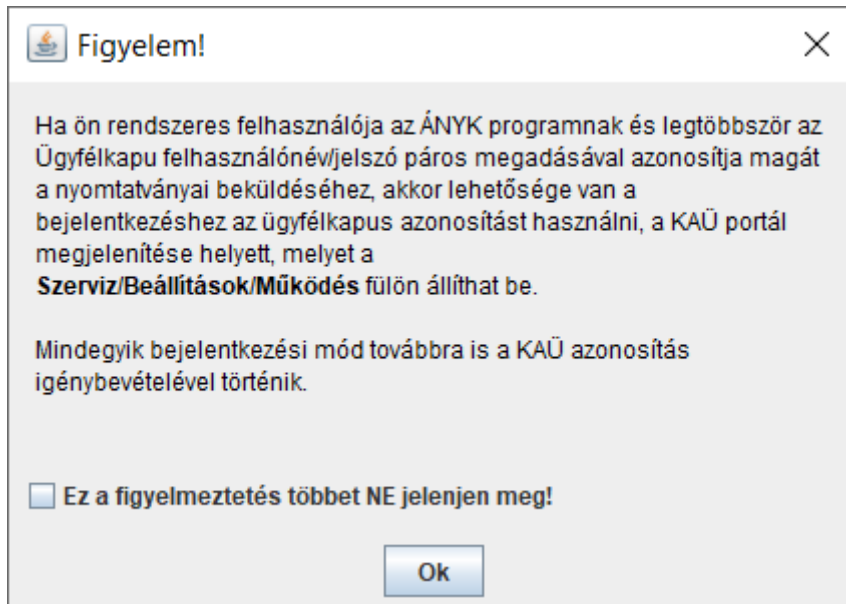 Figyelem!
Ha ön rendszeres felhasználója az ÁNYK programnak és legtöbbször az
Ügyfélkapu felhasználónév/jelszó páros megadásával azonosítja magát
a nyomtatványai beküldéséhez, akkor lehetősége van a
bejelentkezéshez az ügyfélkapus azonosítást használni, a KAÜ portál
megjelenítése helyett, melyet a
Szerviz/Beállítások/Működés fülön állíthat be.
Mindegyik bejelentkezési mód továbbra is a KAÜ azonosítás
igénybevételével történik.
Ez a figyelmeztetés többet NE jelenjen meg!
Ok